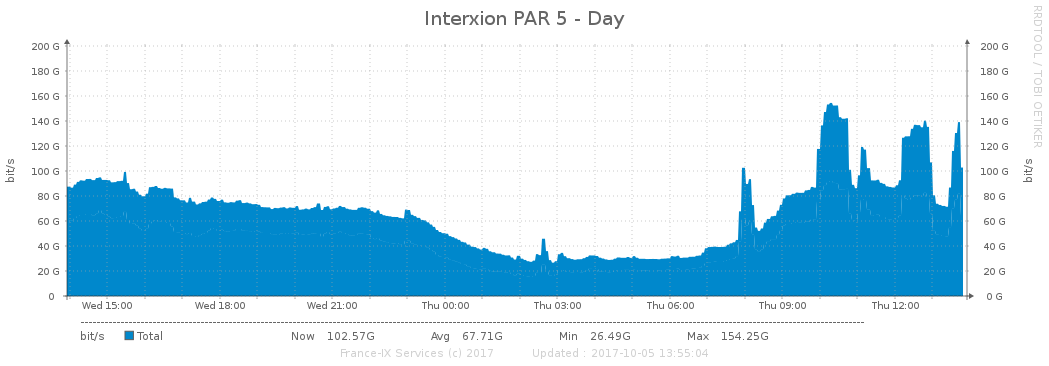 Interxion PAR 5 - Day
RRDTOOL / TOBI OETIKER
bit/s
200 G 200 G
180 G 180 G
160 G 160 G
140 G 140 G
120 G 120 G
100 G 100 G
80 G 80 G
60 G 60 G
40 G 40 G
20 G 20 G
0 0 G
bit/s
Wed 15:00 Wed 18:00 Wed 21:00 Thu 00:00 Thu 03:00 Thu 06:00 Thu 09:00 Thu 12:00
bit/s Total Now 102.57G Avg 67.71G Min 26.49G Max 154.25G
France-IX Services (c) 2017 Updated : 2017-10-05 13:55:04